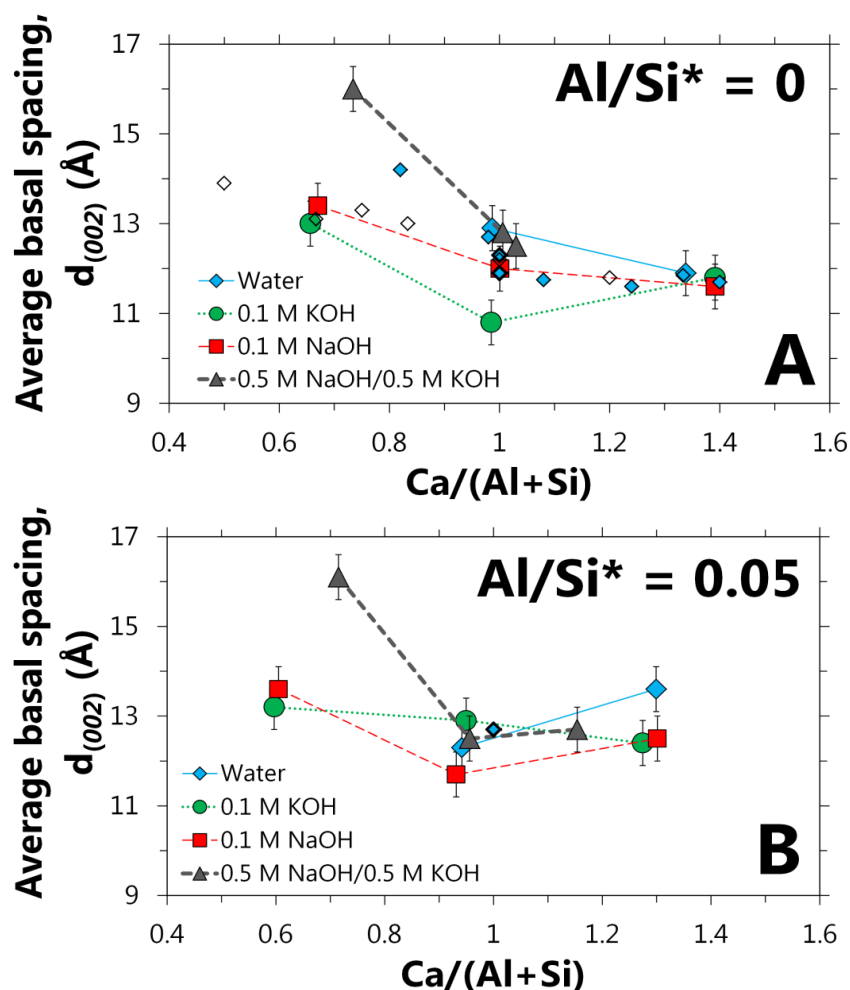 Average basal spacing,
d(002) (Å)
17
15
13
11
9
Al/Si* = 0
Water
0.1 M KOH
0.1 M NaOH
0.5 M NaOH/0.5 M KOH
A
0.4 0.6 0.8 1 1.2 1.4 1.6
Ca/(Al+Si)
Average basal spacing,
d(002) (Å)
17
15
13
11
9
Al/Si* = 0.05
Water
0.1 M KOH
0.1 M NaOH
0.5 M NaOH/0.5 M KOH
B
0.4 0.6 0.8 1 1.2 1.4 1.6
Ca/(Al+Si)